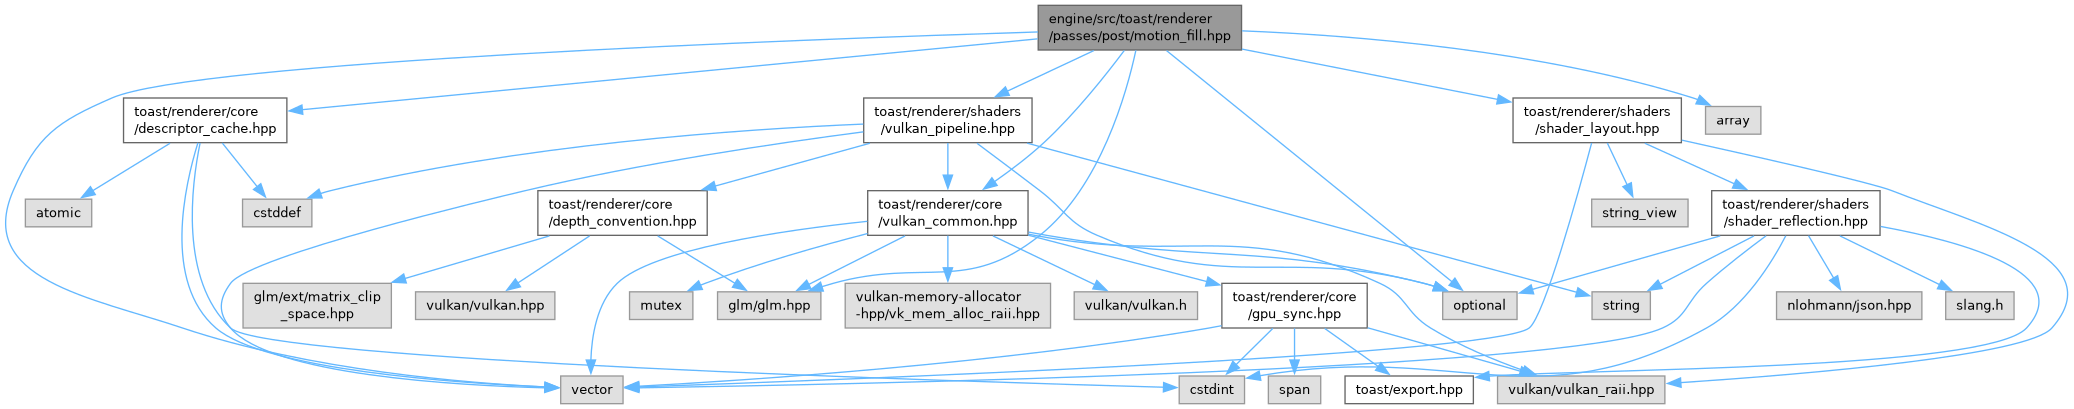 engine/src/toast/renderer
/passes/post/motion_fill.hpp
toast/renderer/core
/descriptor_cache.hpp
toast/renderer/shaders
/vulkan_pipeline.hpp
toast/renderer/shaders
/shader_layout.hpp
array
atomic
cstddef
toast/renderer/core
/depth_convention.hpp
toast/renderer/core
/vulkan_common.hpp
string_view
toast/renderer/shaders
/shader_reflection.hpp
glm/ext/matrix_clip
_space.hpp
vulkan/vulkan.hpp
mutex
glm/glm.hpp
vulkan-memory-allocator
-hpp/vk_mem_alloc_raii.hpp
vulkan/vulkan.h
toast/renderer/core
/gpu_sync.hpp
optional
string
nlohmann/json.hpp
slang.h
vector
cstdint
span
toast/export.hpp
vulkan/vulkan_raii.hpp